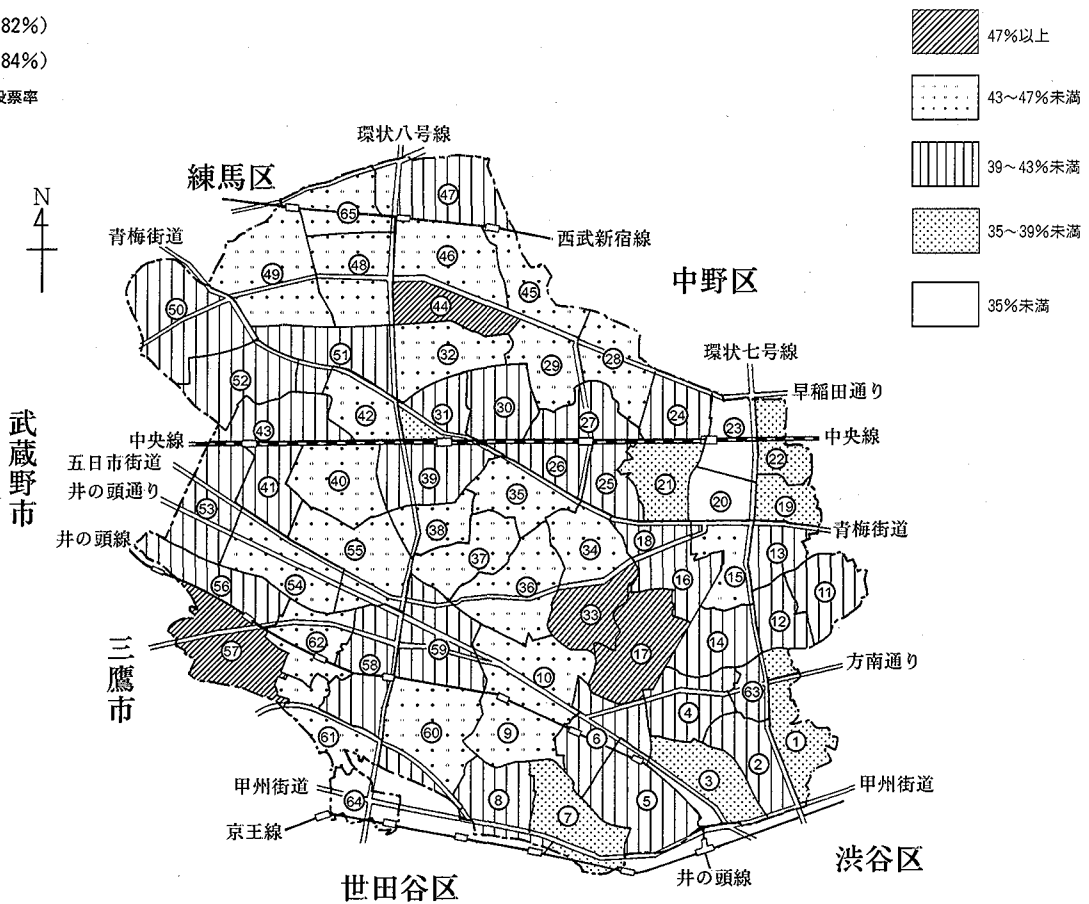 82%)
84%)
投票率
47%以上
43〜47%未満
39〜43%未満
35〜39%未満
35%未満
環状八号線
練馬区
N
青梅街道
西武新宿線
中野区
環状七号線
早稲田通り
中央線
中央線
武蔵野市
五日市街道
井の頭通り
井の頭線
青梅街道
三鷹市
方南通り
甲州街道
甲州街道
京王線
井の頭線
世田谷区
渋谷区
㊼
65
㊻
㊽
㊾
㊺
㊿
㊹
51
㉜
㉙
㉘
52
㊷
㉛
㉚
㉗
㉔
㉓
㊸
㉒
㊶
㊵
㊴
㉟
㉖
㉕
㉑
⑳
⑲
53
㊳
55
㊲
㉞
⑱
⑬
56
54
㊱
⑯
⑮
⑪
㉝
⑫
57
62
58
59
⑰
⑭
⑩
63
④
61
60
⑨
⑥
①
③
②
64
⑧
⑦
⑤